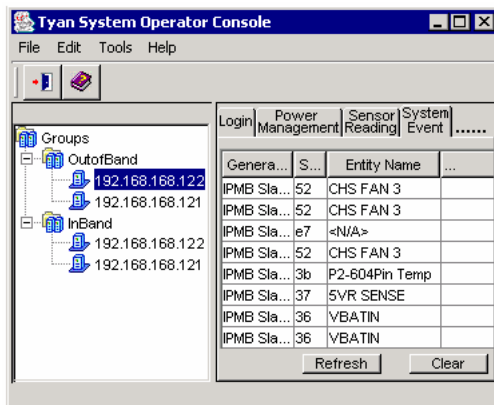 Tyan System Operator Console
File Edit Tools Help
Groups
OutofBand
192.168.168.122
192.168.168.121
InBand
192.168.168.122
192.168.168.121
Login Power Management Sensor Reading System Event ......
Genera... S... Entity Name ...
IPMB Sla... 52 CHS FAN 3
IPMB Sla... 52 CHS FAN 3
IPMB Sla... e7 <N/A>
IPMB Sla... 52 CHS FAN 3
IPMB Sla... 3b P2-604Pin Temp
IPMB Sla... 37 5VR SENSE
IPMB Sla... 36 VBATIN
IPMB Sla... 36 VBATIN
Refresh Clear